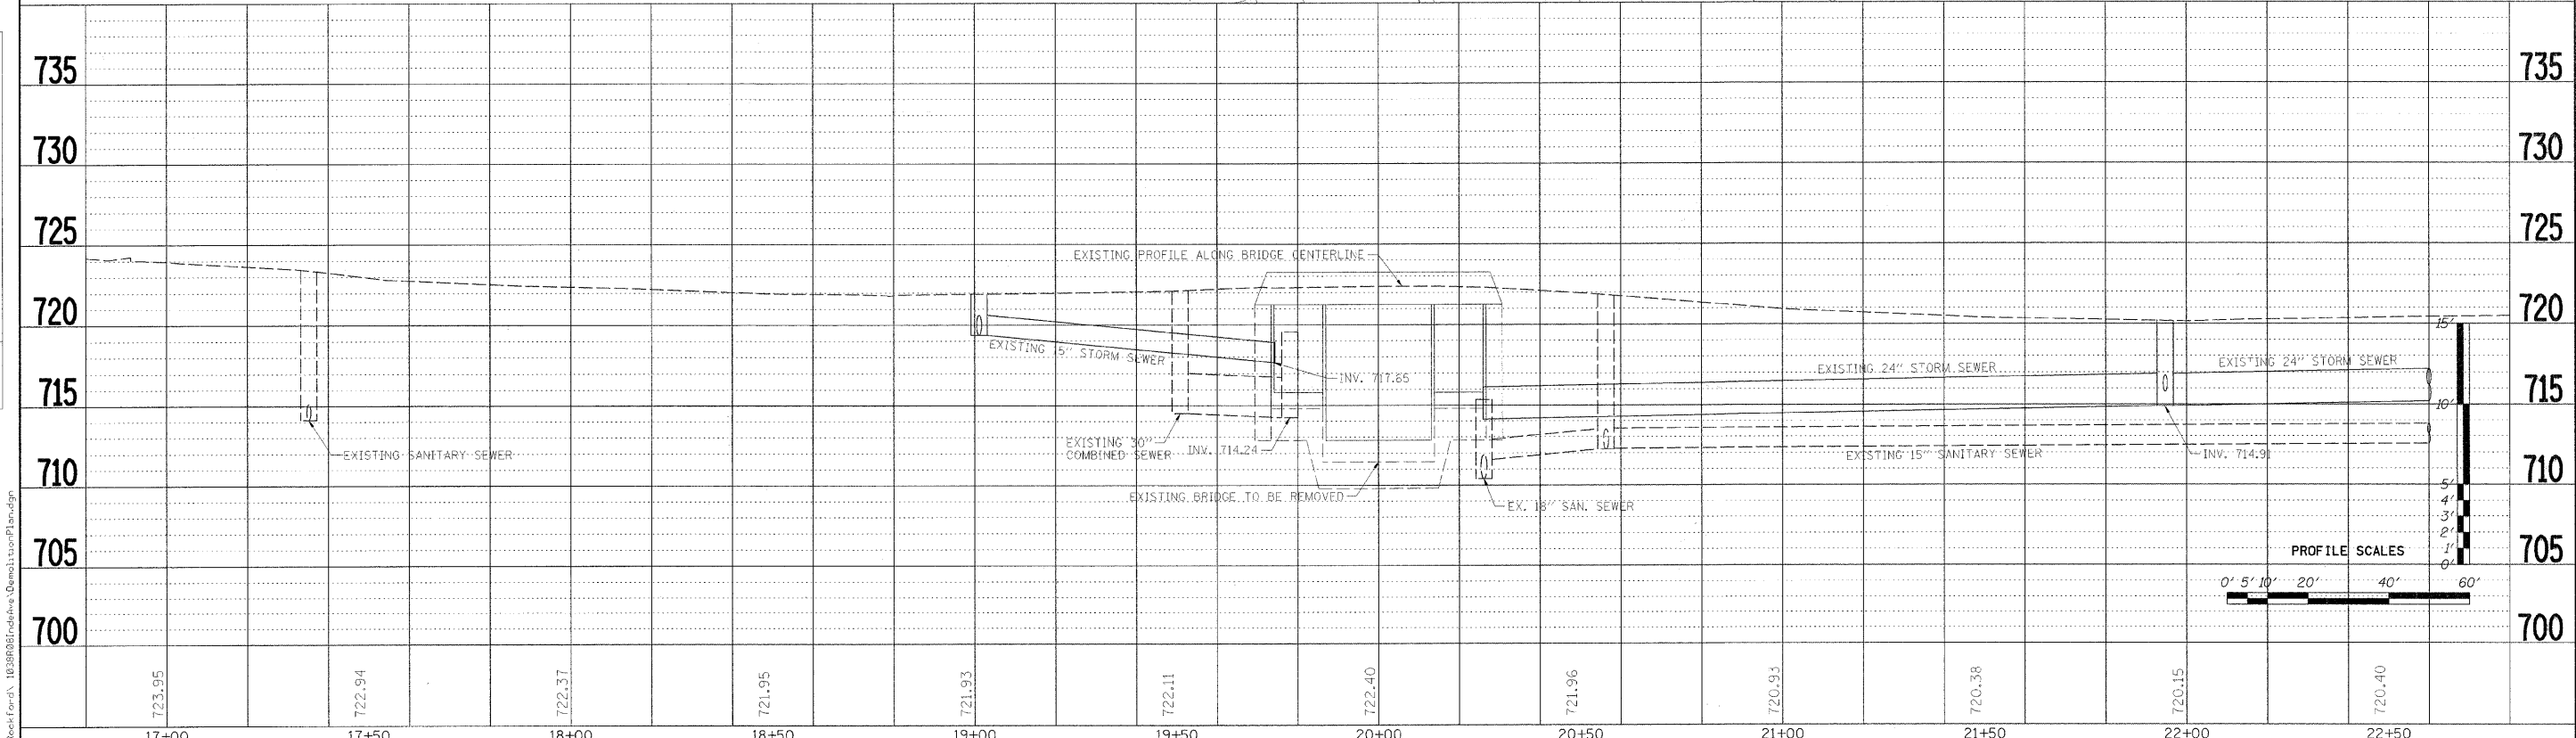 735 735
730 730
725 725
EXISTING PROFILE ALONG BRIDGE CENTERLINE
720 720
15'
EXISTING 15" STORM SEWER
EXISTING 24" STORM SEWER
EXISTING 24" STORM SEWER
INV. 717.65
715 715
10'
EXISTING 30"
COMBINED SEWER
INV. 714.24
EXISTING SANITARY SEWER
EXISTING 15" SANITARY SEWER
INV. 714.91
710 710
5'
4'
3'
2'
1'
0'
EXISTING BRIDGE TO BE REMOVED
EX. 18" SAN. SEWER
705 705
PROFILE SCALES
0' 5' 10' 20' 40' 60'
700 700
723.95 722.94 722.37 721.95 721.93 722.11 722.40 721.96 720.93 720.38 720.15 720.40
17+00 17+50 18+00 18+50 19+00 19+50 20+00 20+50 21+00 21+50 22+00 22+50